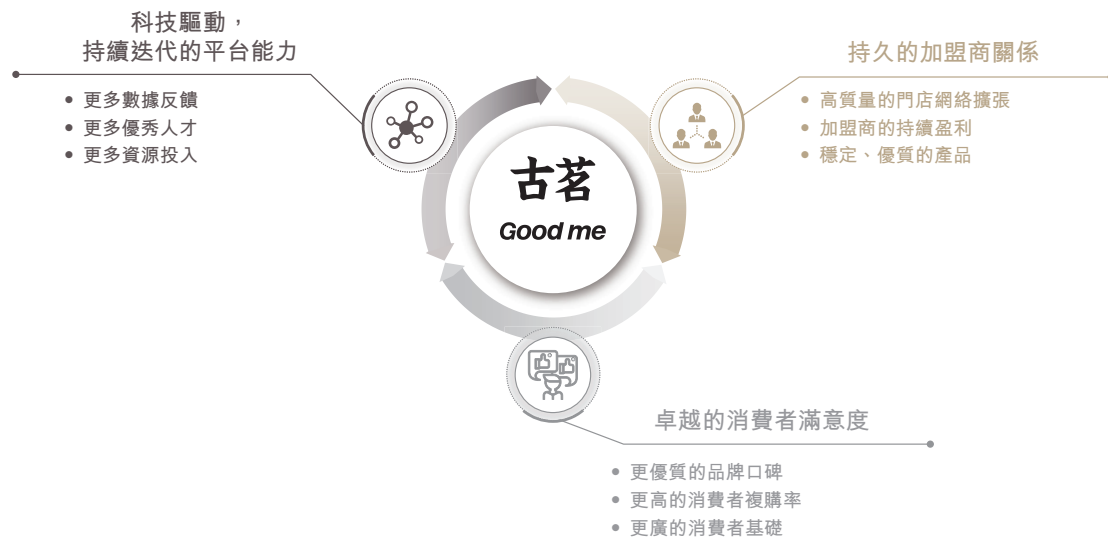 科技驅動，
持續迭代的平台能力
更多數據反饋
更多優秀人才
更多資源投入
持久的加盟商關係
高質量的門店網絡擴張
加盟商的持續盈利
穩定、優質的產品
古茗
Good me
卓越的消費者滿意度
更優質的品牌口碑
更高的消費者複購率
更廣的消費者基礎